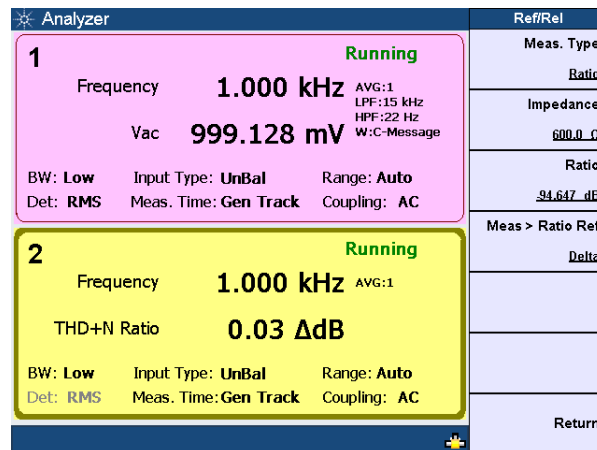 Analyzer
Ref/Rel
1
Running
Frequency 1.000 kHz AVG:1
LPF:15 kHz
HPF:22 Hz
Vac 999.128 mV W:C-Message
BW: Low Input Type: UnBal Range: Auto
Det: RMS Meas. Time: Gen Track Coupling: AC
2
Running
Frequency 1.000 kHz AVG:1
THD+N Ratio 0.03 ΔdB
BW: Low Input Type: UnBal Range: Auto
Det: RMS Meas. Time: Gen Track Coupling: AC
Meas. Type
Ratio
Impedance
600.0 Ω
Ratio
-94.647 dB
Meas > Ratio Ref
Delta
Return